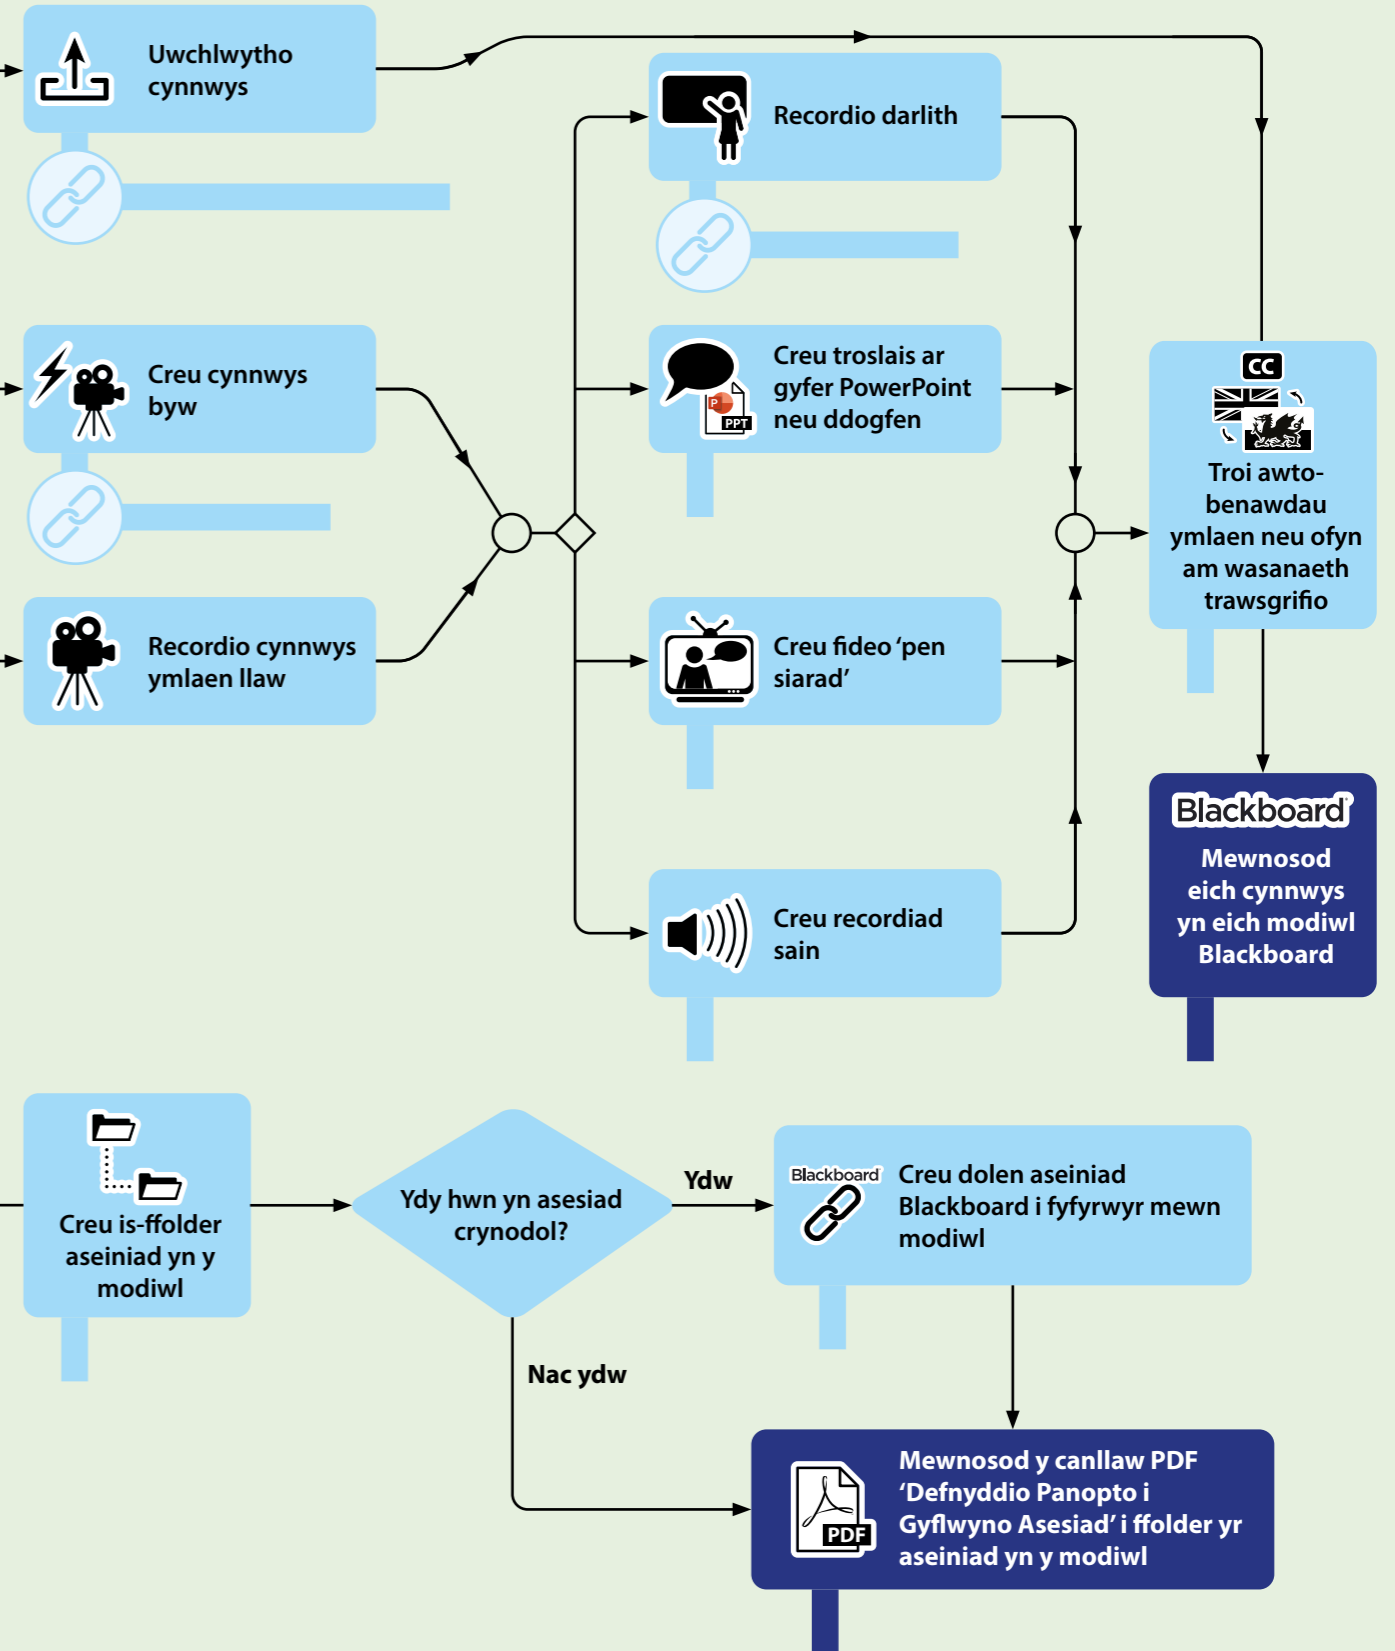 Uwchlwytho
cynnwys
Recordio darlith
Creu cynnwys
byw
Creu troslais ar
gyfer PowerPoint
neu ddogfen
P
PPT
CC
Troi awto-
benawdau
ymlaen neu ofyn
am wasanaeth
trawsgrifio
Recordio cynnwys
ymlaen llaw
Creu fideo ‘pen
siarad’
Creu recordiad
sain
Blackboard
Mewnosod
eich cynnwys
yn eich modiwl
Blackboard
Creu is-ffolder
aseiniad yn y
modiwl
Ydy hwn yn asesiad
crynodol?
Ydw
Nac ydw
Blackboard
Creu dolen aseiniad
Blackboard i fyfyrwyr mewn
modiwl
PDF
Mewnosod y canllaw PDF
‘Defnyddio Panopto i
Gyflwyno Asesiad’ i ffolder yr
aseiniad yn y modiwl